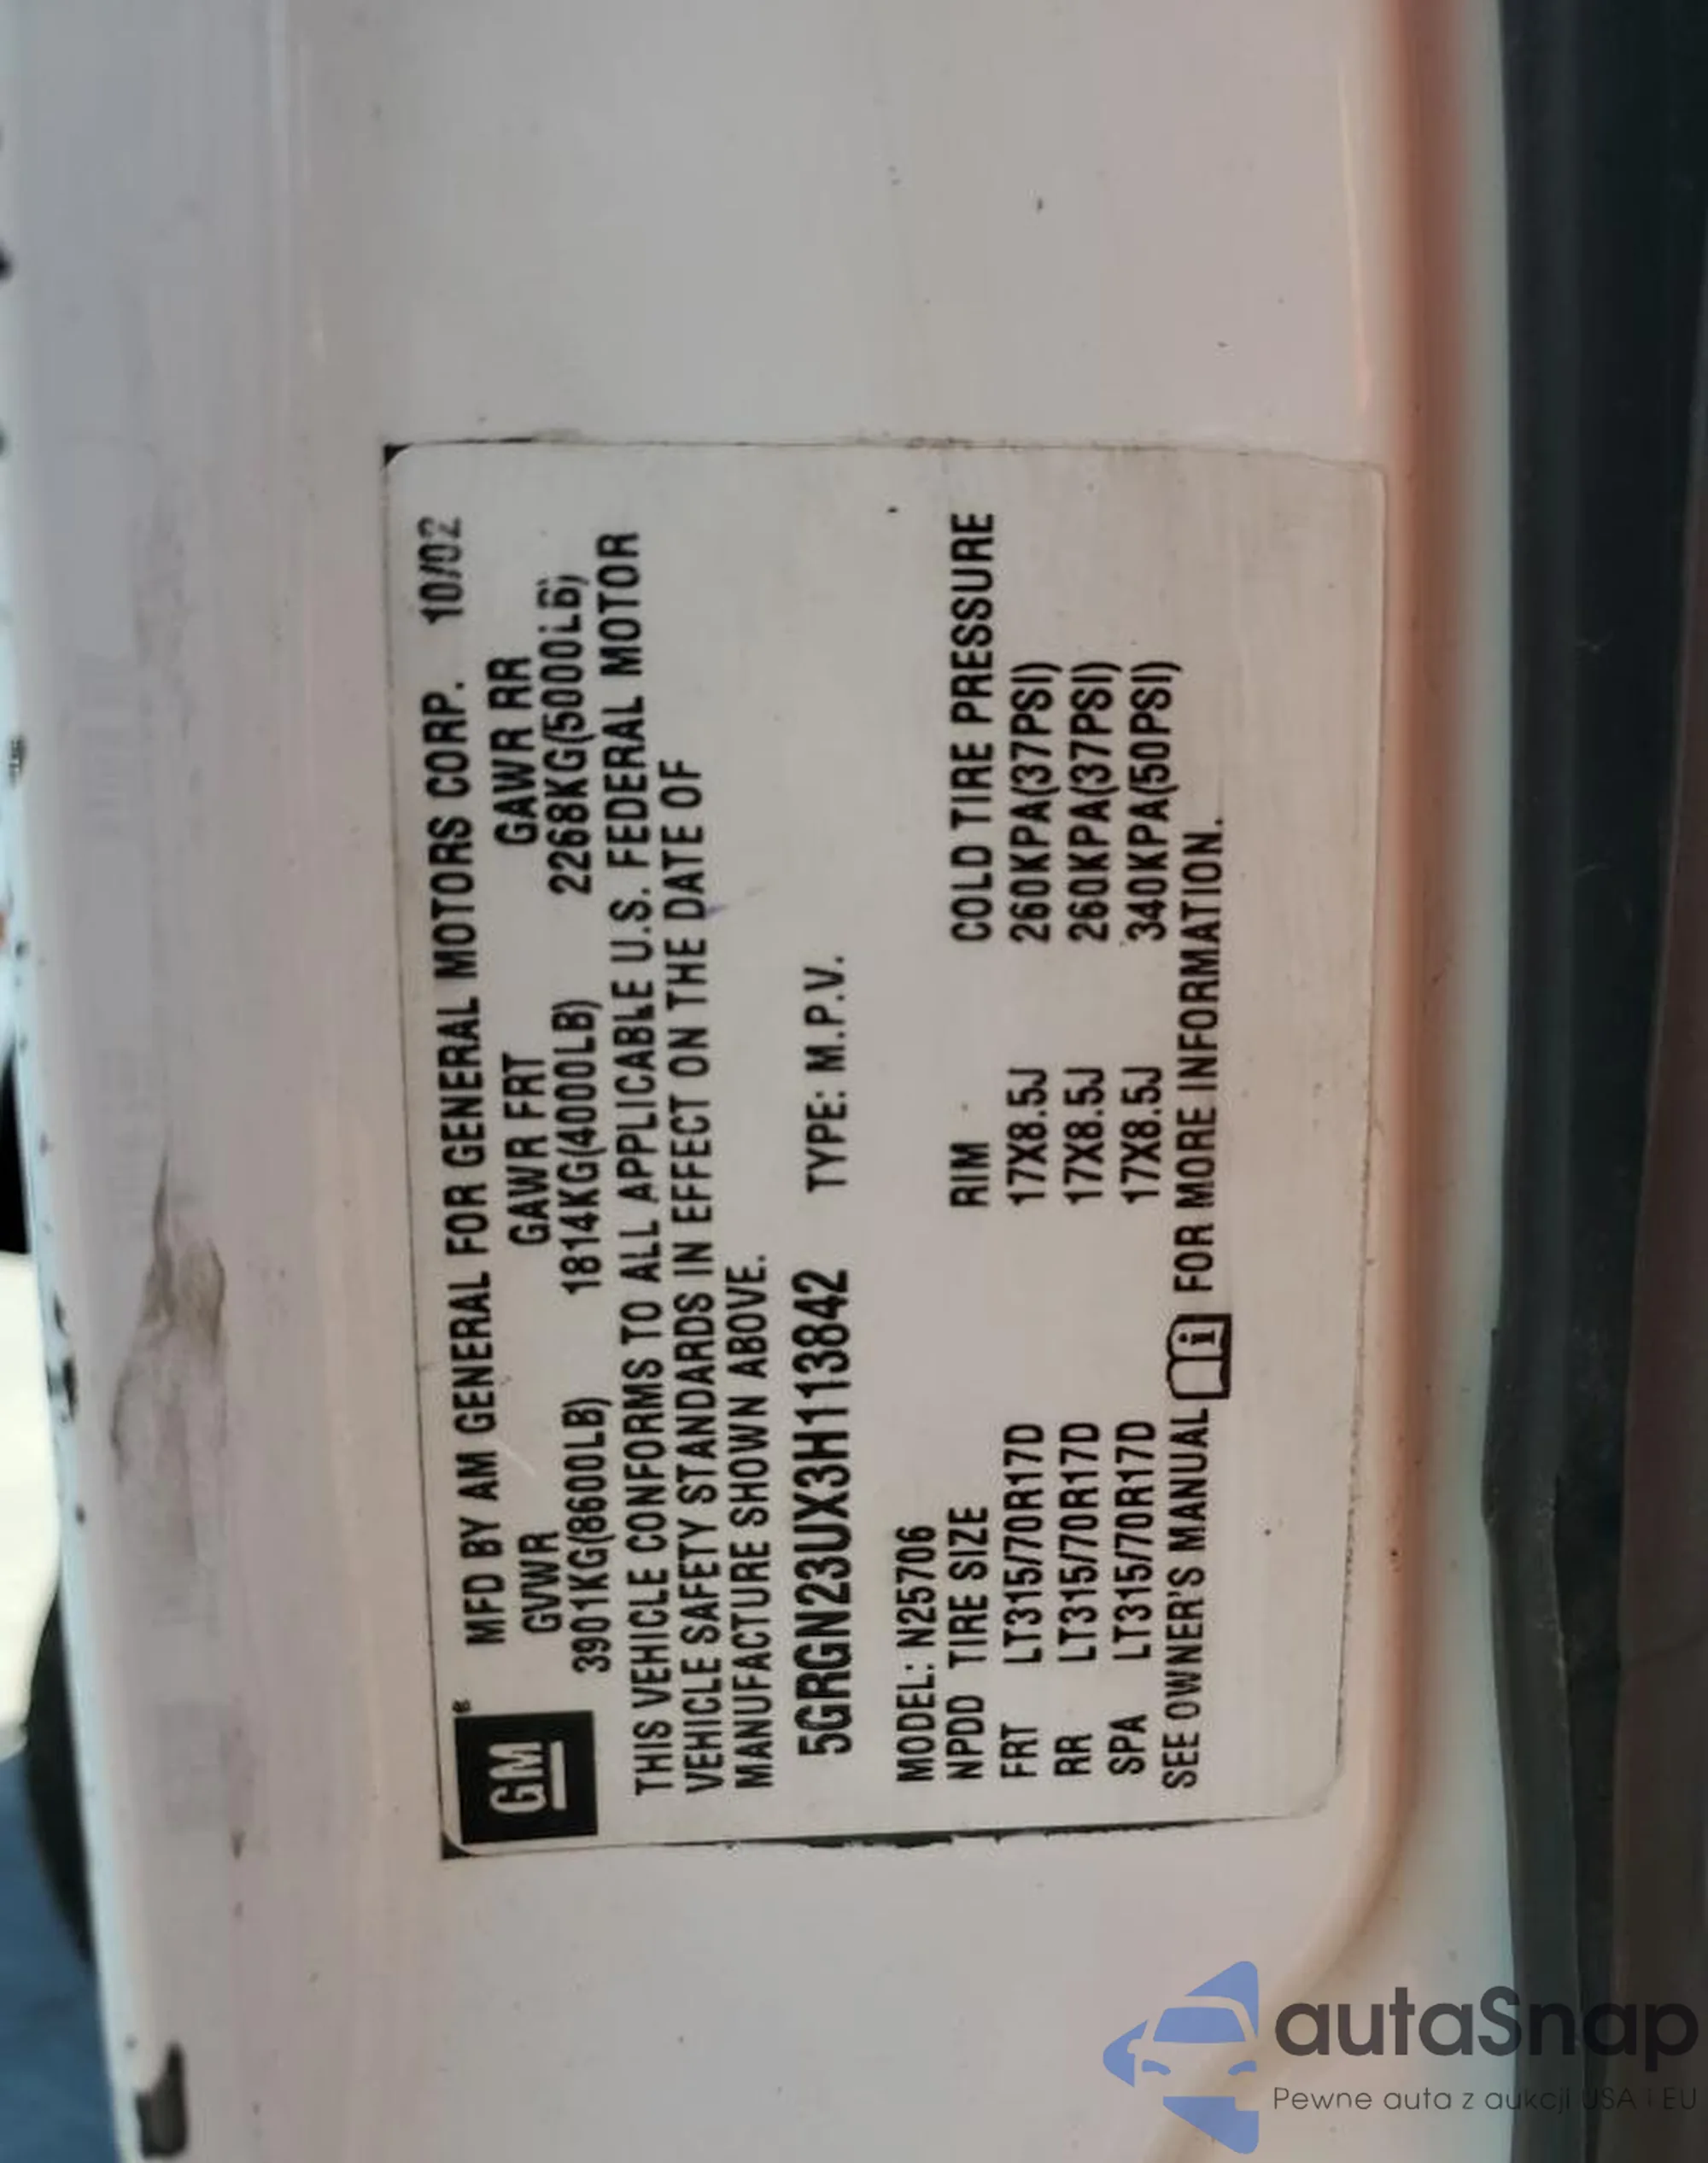 GM®
MFD BY AM GENERAL FOR GENERAL MOTORS CORP. 10/02
GVWR GAWR FRT GAWR RR
3901KG(8600LB) 1814KG(4000LB) 2268KG(5000LB)
THIS VEHICLE CONFORMS TO ALL APPLICABLE U.S. FEDERAL MOTOR
VEHICLE SAFETY STANDARDS IN EFFECT ON THE DATE OF
MANUFACTURE SHOWN ABOVE.
5GRGN23UX3H113842 TYPE: M.P.V.
MODEL: N25706
NPDD TIRE SIZE RIM COLD TIRE PRESSURE
FRT LT315/70R17D 17X8.5J 260KPA(37PSI)
RR LT315/70R17D 17X8.5J 260KPA(37PSI)
SPA LT315/70R17D 17X8.5J 340KPA(50PSI)
SEE OWNER'S MANUAL i FOR MORE INFORMATION.
autaSnap
Pewne auta z aukcji USA i EU